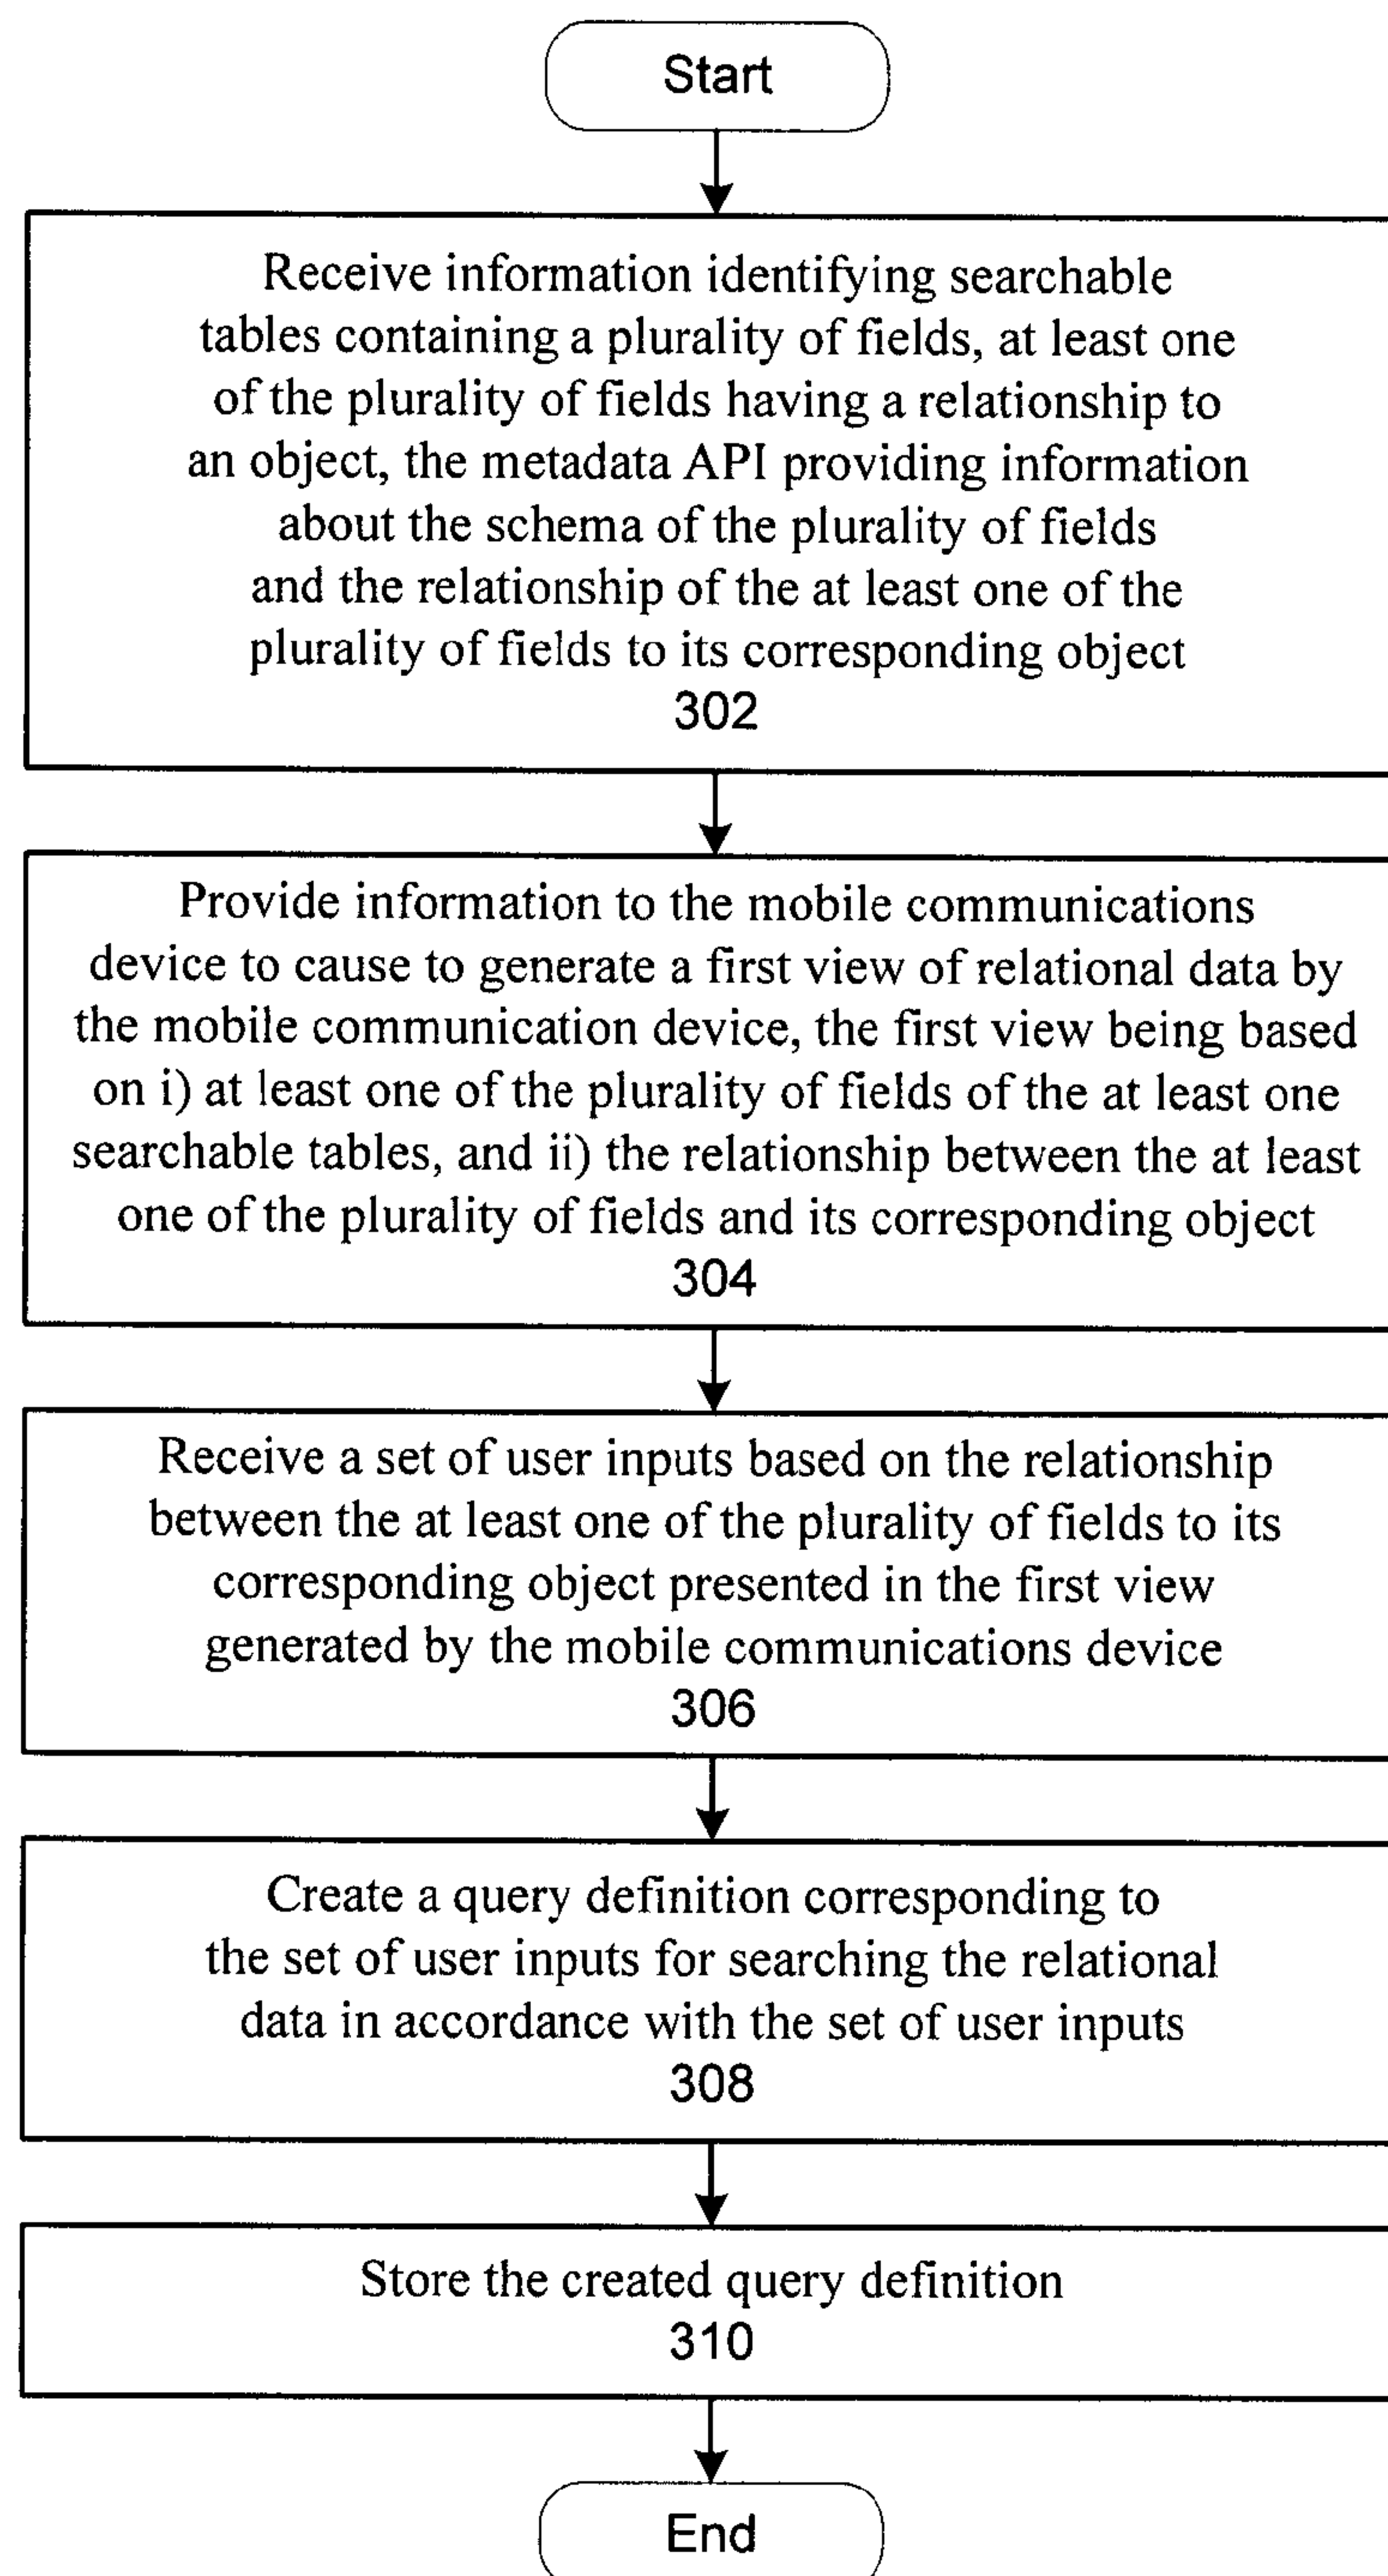 Start
Receive information identifying searchable
tables containing a plurality of fields, at least one
of the plurality of fields having a relationship to
an object, the metadata API providing information
about the schema of the plurality of fields
and the relationship of the at least one of the
plurality of fields to its corresponding object
302
Provide information to the mobile communications
device to cause to generate a first view of relational data by
the mobile communication device, the first view being based
on i) at least one of the plurality of fields of the at least one
searchable tables, and ii) the relationship between the at least
one of the plurality of fields and its corresponding object
304
Receive a set of user inputs based on the relationship
between the at least one of the plurality of fields to its
corresponding object presented in the first view
generated by the mobile communications device
306
Create a query definition corresponding to
the set of user inputs for searching the relational
data in accordance with the set of user inputs
308
Store the created query definition
310
End